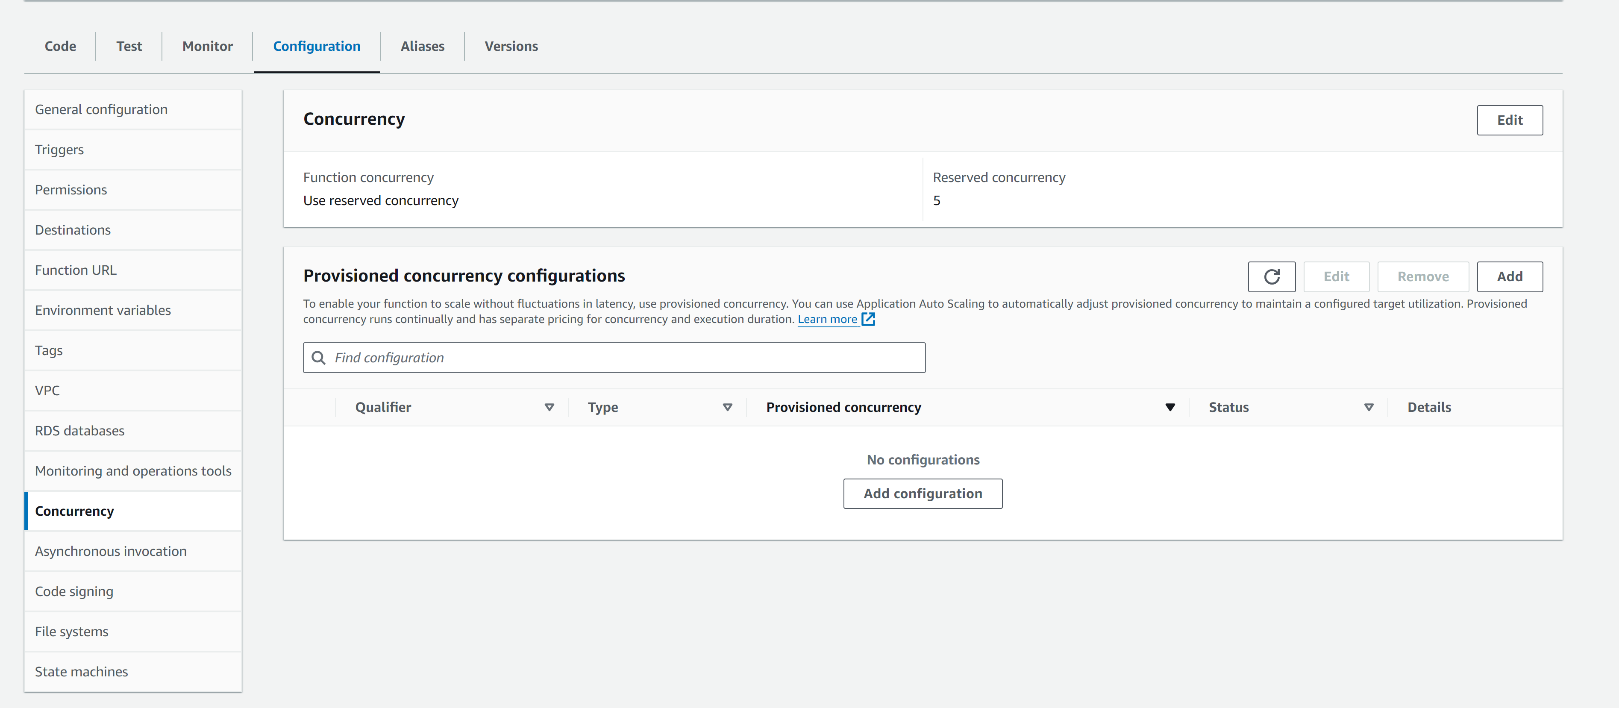 Code Test Monitor Configuration Aliases Versions
General configuration
Triggers
Permissions
Destinations
Function URL
Environment variables
Tags
VPC
RDS databases
Monitoring and operations tools
Concurrency
Asynchronous invocation
Code signing
File systems
State machines
Concurrency
Edit
Function concurrency
Use reserved concurrency
Reserved concurrency
5
Provisioned concurrency configurations
Edit Remove Add
To enable your function to scale without fluctuations in latency, use provisioned concurrency. You can use Application Auto Scaling to automatically adjust provisioned concurrency to maintain a configured target utilization. Provisioned
concurrency runs continually and has separate pricing for concurrency and execution duration. Learn more
Find configuration
Qualifier Type Provisioned concurrency Status Details
No configurations
Add configuration